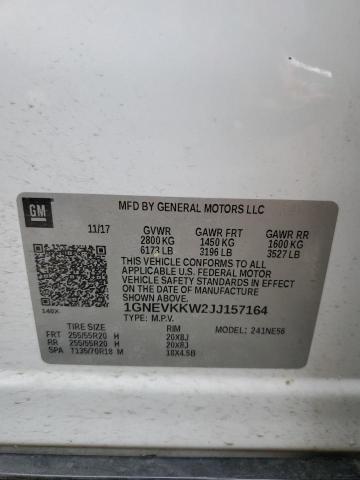 GM
MFD BY GENERAL MOTORS LLC
11/17 GVWR GAWR FRT GAWR RR
2800 KG 1450 KG 1600 KG
6173 LB 3196 LB 3527 LB
THIS VEHICLE CONFORMS TO ALL
APPLICABLE U.S. FEDERAL MOTOR
VEHICLE SAFETY STANDARDS IN EFFECT
ON THE DATE OF MANUFACTURE SHOWN ABOVE.
1GNEVKKW2JJ157164
TYPE: M.P.V.
140X
TIRE SIZE RIM MODEL: 241NE56
FRT 255/55R20 H 20X8J
RR 255/55R20 H 20X8J
SPA T135/70R18 M 18X4.5B